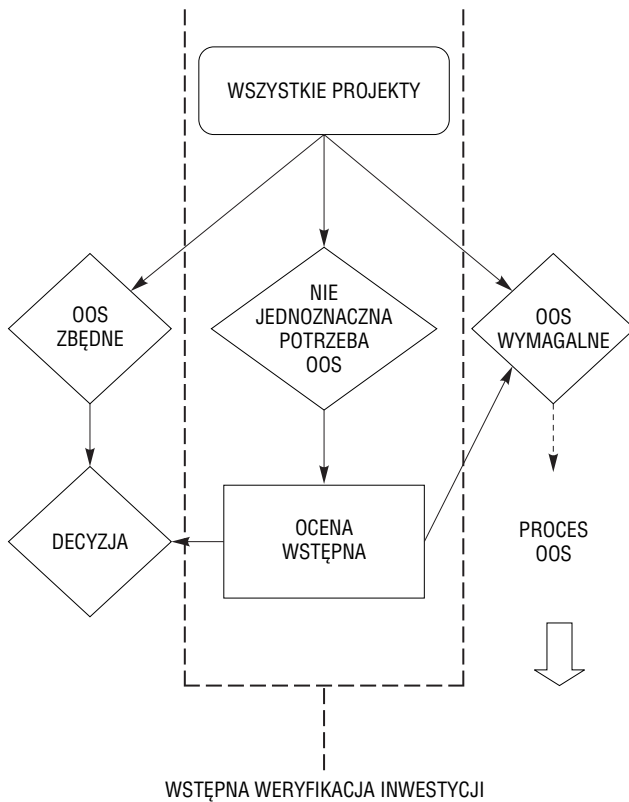 WSZYSTKIE PROJEKTY
OOS
ZBĘDNE
NIE
JEDNOZNACZNA
POTRZEBA
OOS
OOS
WYMAGALNE
DECYZJA
OCENA
WSTĘPNA
PROCES
OOS
WSTĘPNA WERYFIKACJA INWESTYCJI